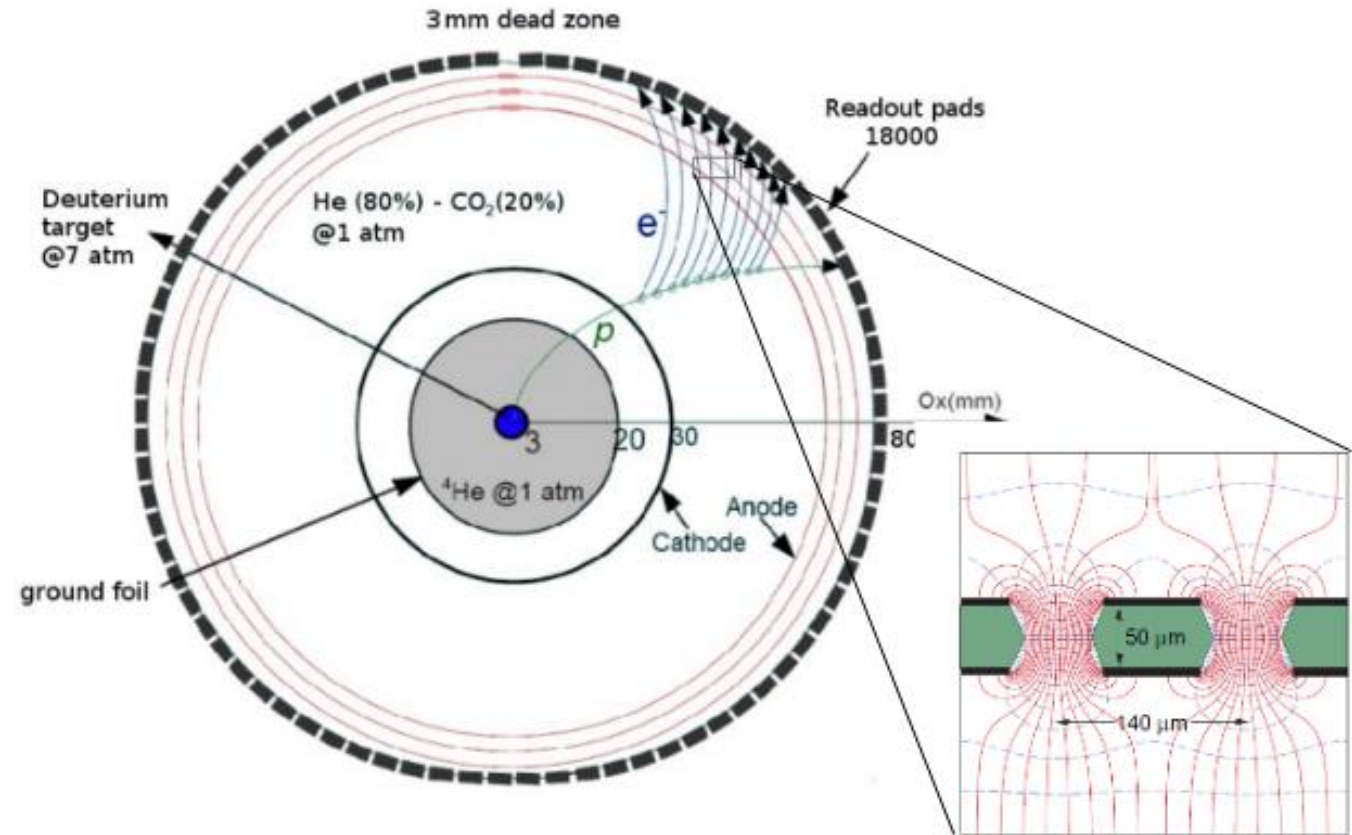 3mm dead zone
Readout pads
18000
Deuterium
target
@7 atm
He (80%) - CO₂(20%)
@1 atm
e⁻
p
Ox(mm)
3
20
30
80
⁴He @1 atm
Anode
Cathode
ground foil
50 μm
140 μm